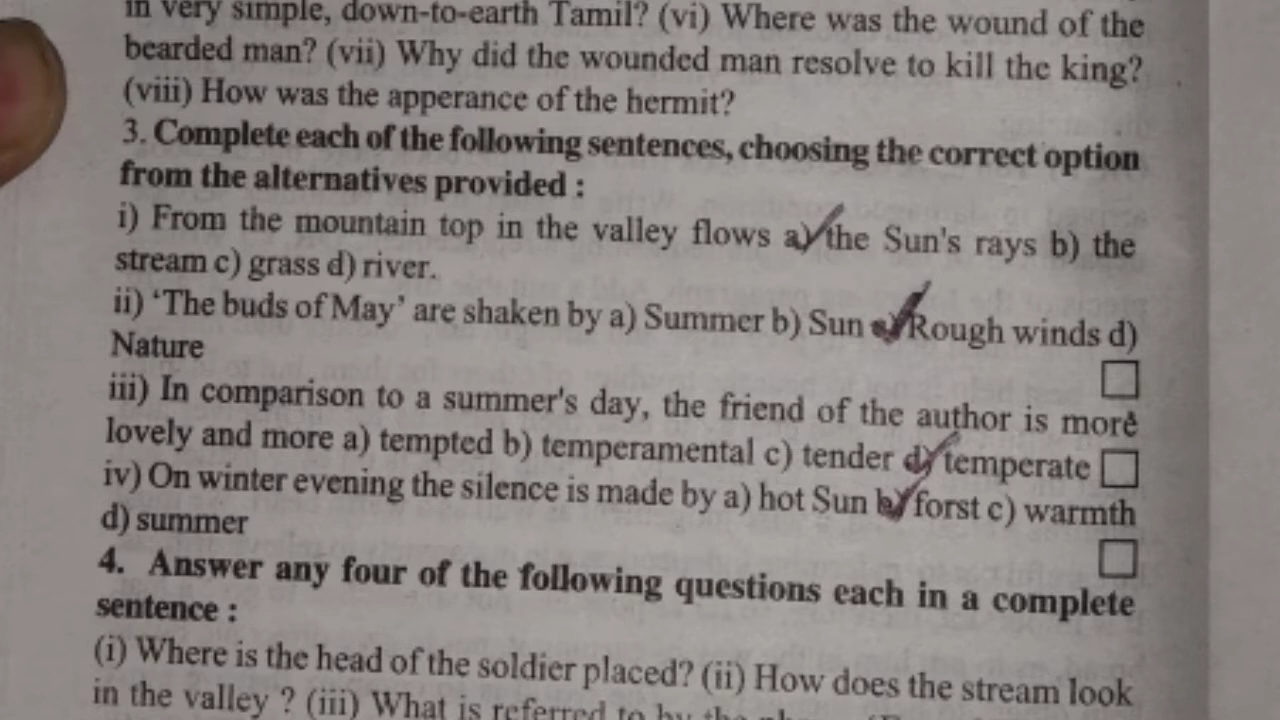 in very simple, down-to-earth Tamil? (vi) Where was the wound of the
bearded man? (vii) Why did the wounded man resolve to kill the king?
(viii) How was the apperance of the hermit?
3. Complete each of the following sentences, choosing the correct option
from the alternatives provided :
i) From the mountain top in the valley flows a) the Sun's rays b) the
stream c) grass d) river.
ii) ‘The buds of May’ are shaken by a) Summer b) Sun c) Rough winds d)
Nature
iii) In comparison to a summer's day, the friend of the author is more
lovely and more a) tempted b) temperamental c) tender d) temperate
iv) On winter evening the silence is made by a) hot Sun b) forst c) warmth
d) summer
4. Answer any four of the following questions each in a complete
sentence :
(i) Where is the head of the soldier placed? (ii) How does the stream look
in the valley ? (iii) What is referred to by the